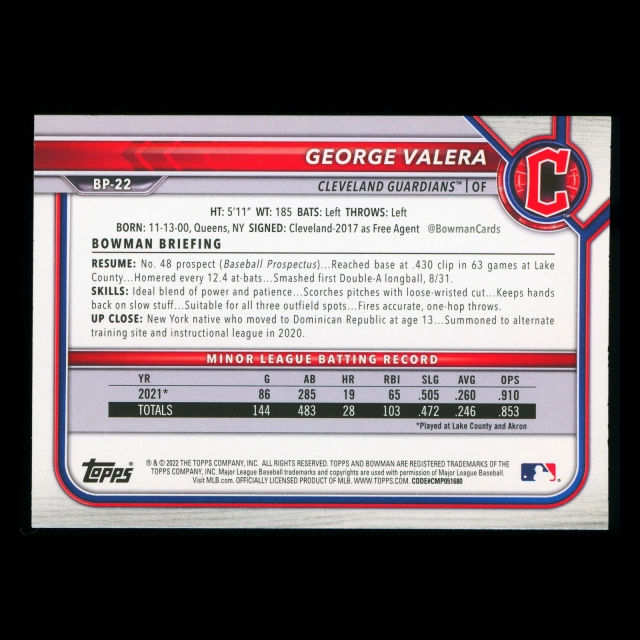 GEORGE VALERA
BP-22
CLEVELAND GUARDIANS™ | OF
C
HT: 5'11" WT: 185 BATS: Left THROWS: Left
BORN: 11-13-00, Queens, NY SIGNED: Cleveland-2017 as Free Agent @BowmanCards
BOWMAN BRIEFING
RESUME: No. 48 prospect (Baseball Prospectus)...Reached base at .430 clip in 63 games at Lake
County...Homered every 12.4 at-bats...Smashed first Double-A longball, 8/31.
SKILLS: Ideal blend of power and patience...Scorches pitches with loose-wristed cut...Keeps hands
back on slow stuff...Suitable for all three outfield spots...Fires accurate, one-hop throws.
UP CLOSE: New York native who moved to Dominican Republic at age 13...Summoned to alternate
training site and instructional league in 2020.
MINOR LEAGUE BATTING RECORD
YR G AB HR RBI SLG AVG OPS
2021* 86 285 19 65 .505 .260 .910
TOTALS 144 483 28 103 .472 .246 .853
*Played at Lake County and Akron
topps®
® & © 2022 THE TOPPS COMPANY, INC. ALL RIGHTS RESERVED. TOPPS AND BOWMAN ARE REGISTERED TRADEMARKS OF THE
TOPPS COMPANY, INC. Major League Baseball trademarks and copyrights are used with permission of Major League Baseball.
Visit MLB.com. OFFICIALLY LICENSED PRODUCT OF MLB. WWW.TOPPS.COM. CODE#CMP051680